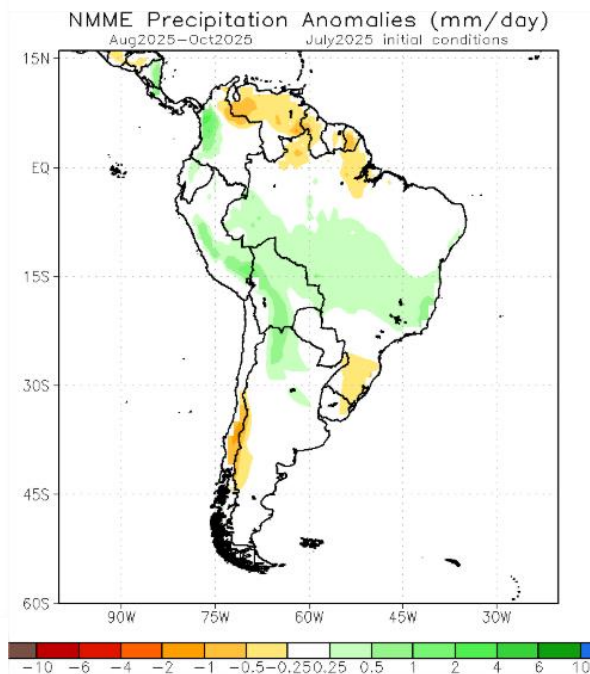 NMME Precipitation Anomalies (mm/day)
Aug2025-Oct2025 July2025 initial conditions
15N
EQ
15S
30S
45S
60S
90W 75W 60W 45W 30W
-10 -6 -4 -2 -1 -0.5 -0.25 0.25 0.5 1 2 4 6 10